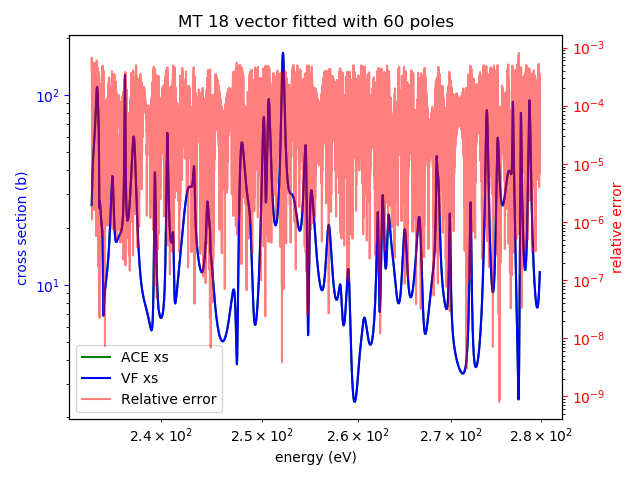 MT 18 vector fitted with 60 poles
10²
10¹
cross section (b)
10⁻³
10⁻⁴
10⁻⁵
10⁻⁶
10⁻⁷
10⁻⁸
10⁻⁹
relative error
ACE xs
VF xs
Relative error
2.4 × 10² 2.5 × 10² 2.6 × 10² 2.7 × 10² 2.8 × 10²
energy (eV)